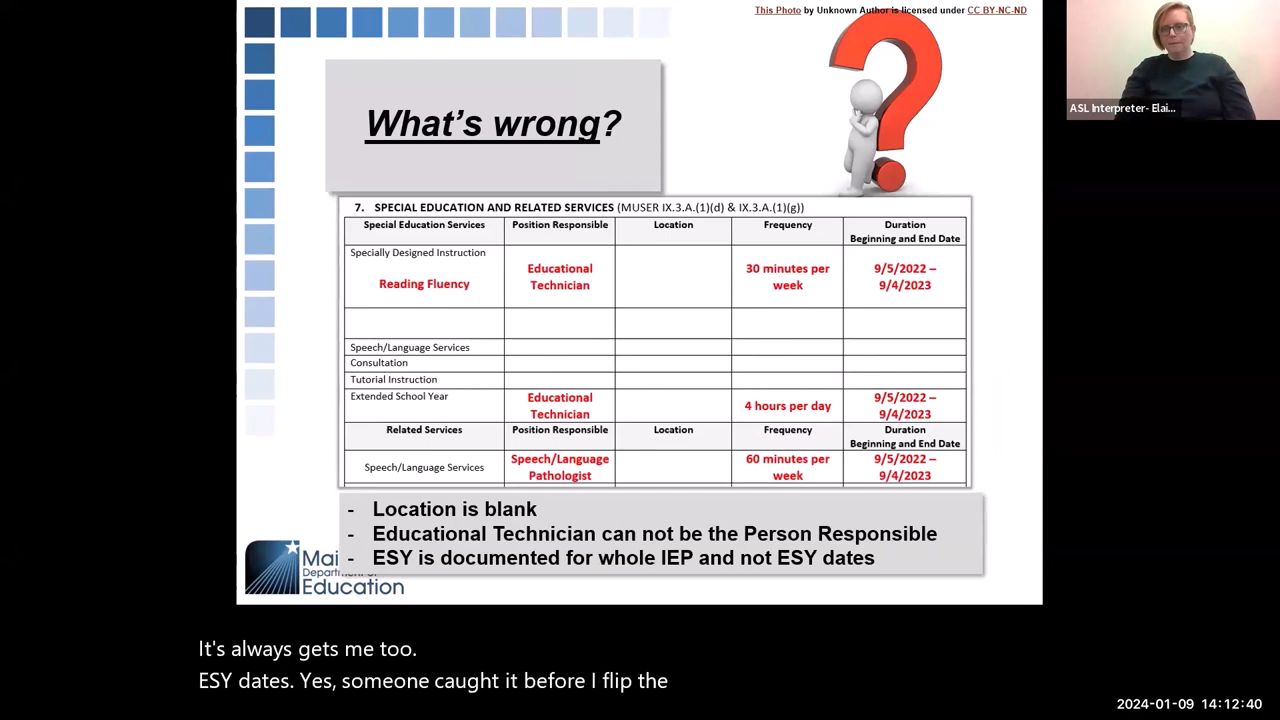 This Photo by Unknown Author is licensed under CC BY-NC-ND
ASL Interpreter- Elai...
What's wrong?
7. SPECIAL EDUCATION AND RELATED SERVICES (MUSER IX.3.A.(1)(d) & IX.3.A.(1)(g))
Special Education Services Position Responsible Location Frequency Duration Beginning and End Date
Specially Designed Instruction
Reading Fluency Educational Technician 30 minutes per week 9/5/2022 – 9/4/2023
Speech/Language Services
Consultation
Tutorial Instruction
Extended School Year Educational Technician 4 hours per day 9/5/2022 – 9/4/2023
Related Services Position Responsible Location Frequency Duration Beginning and End Date
Speech/Language Services Speech/Language Pathologist 60 minutes per week 9/5/2022 – 9/4/2023
- Location is blank
- Educational Technician can not be the Person Responsible
- ESY is documented for whole IEP and not ESY dates
Mai
Department of
Education
It's always gets me too.
ESY dates. Yes, someone caught it before I flip the
2024-01-09 14:12:40